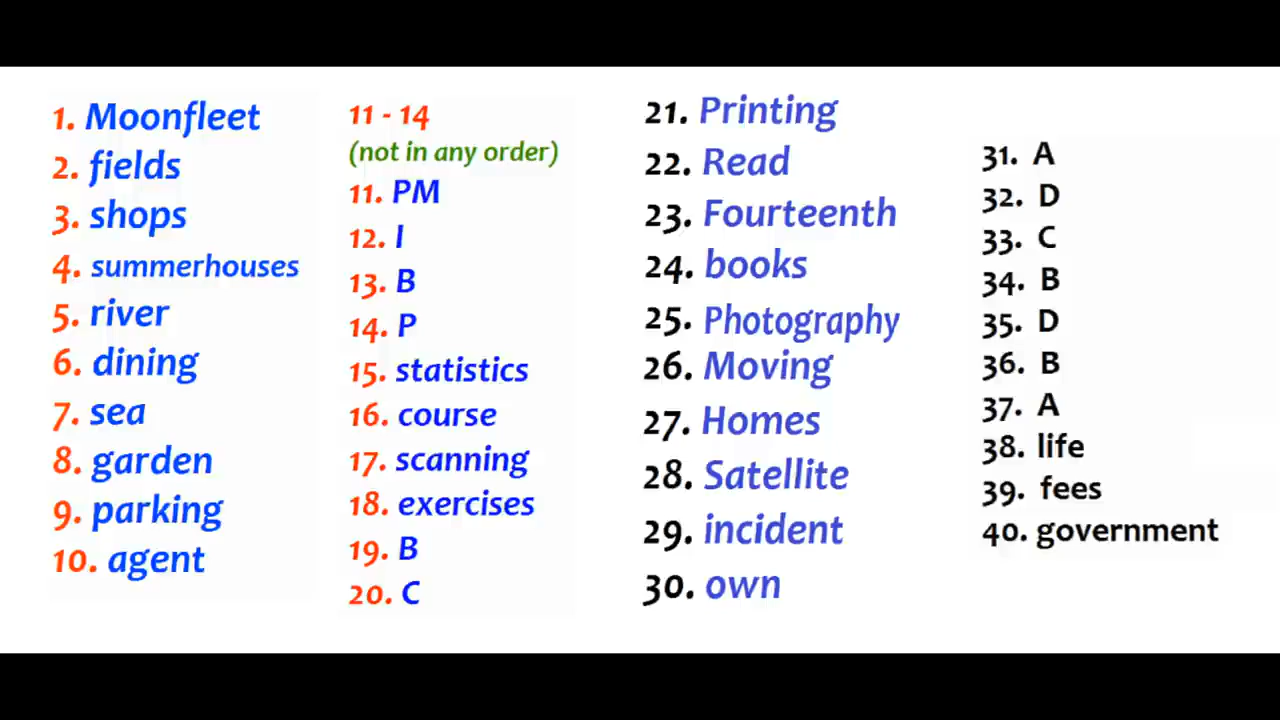 1. Moonfleet
2. fields
3. shops
4. summerhouses
5. river
6. dining
7. sea
8. garden
9. parking
10. agent
11 - 14
(not in any order)
11. PM
12. I
13. B
14. P
15. statistics
16. course
17. scanning
18. exercises
19. B
20. C
21. Printing
22. Read
23. Fourteenth
24. books
25. Photography
26. Moving
27. Homes
28. Satellite
29. incident
30. own
31. A
32. D
33. C
34. B
35. D
36. B
37. A
38. life
39. fees
40. government